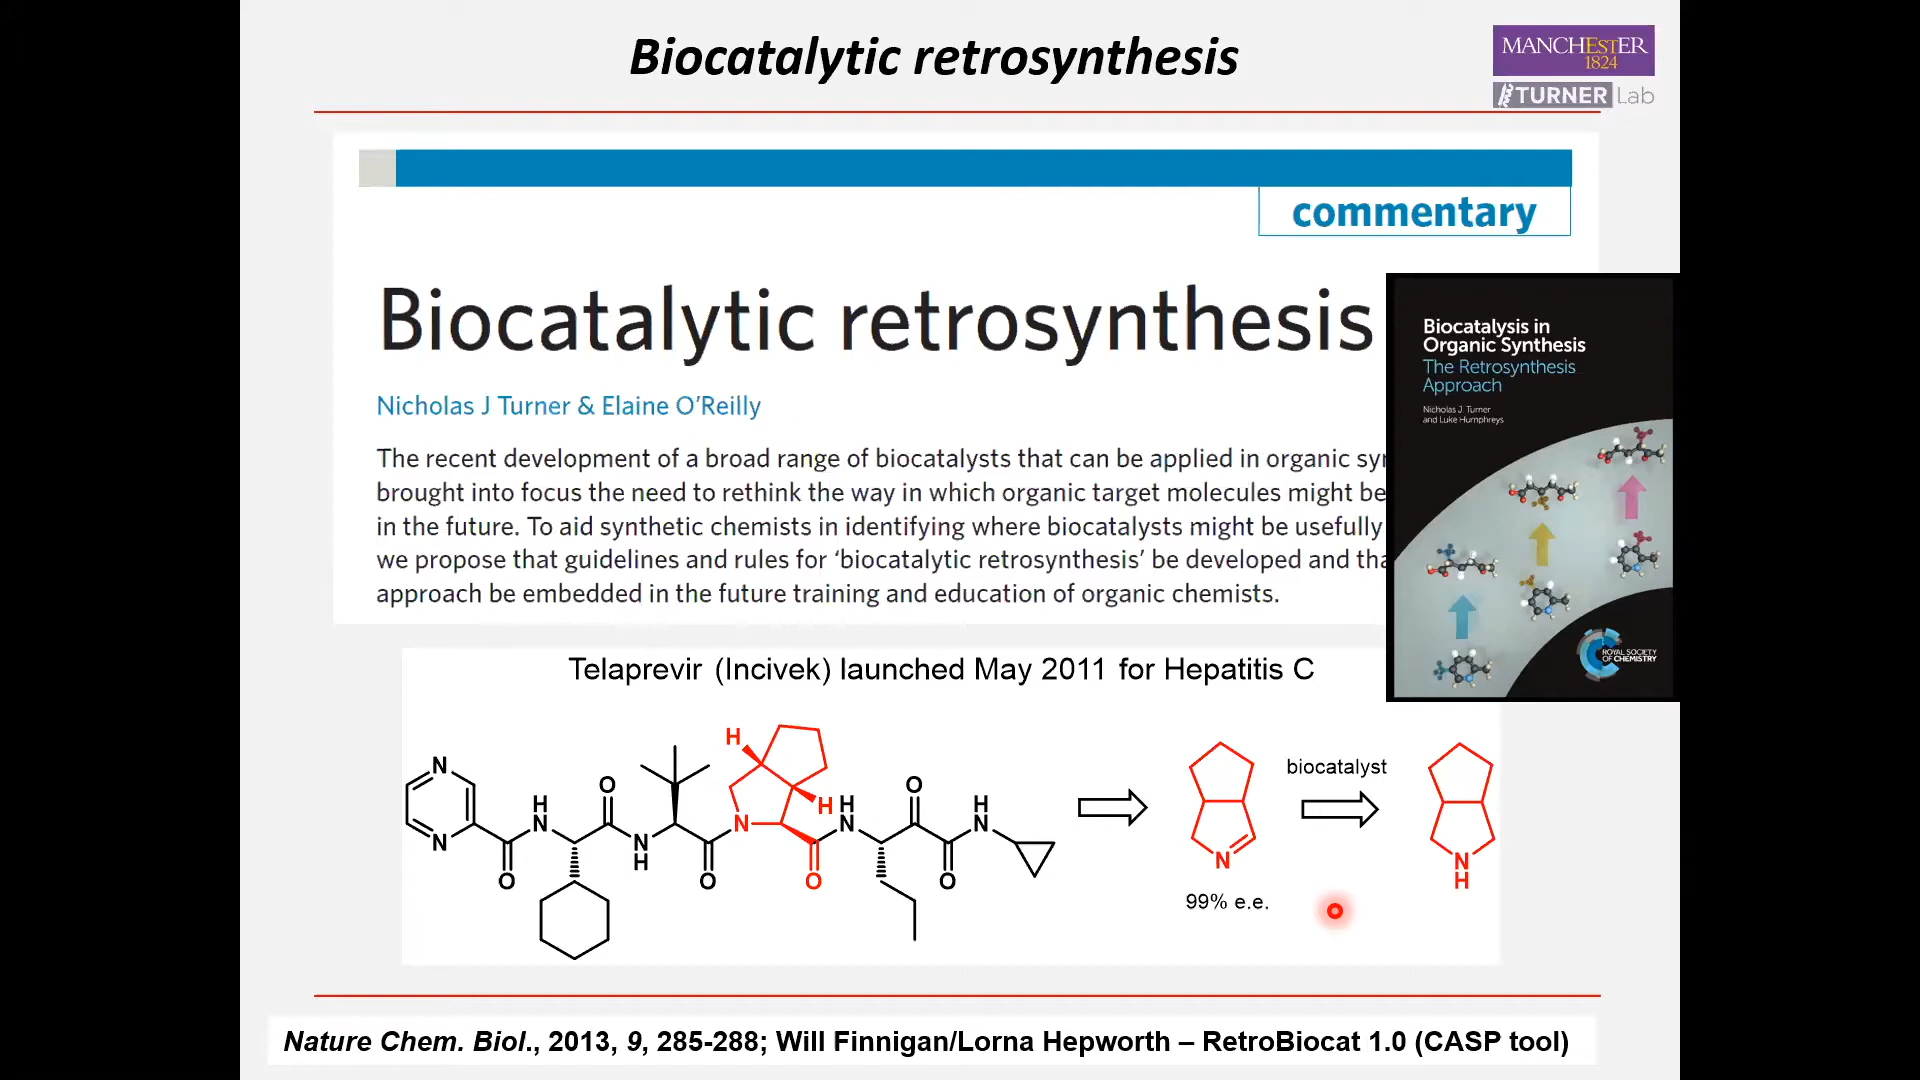 Biocatalytic retrosynthesis
MANCHESTER
1824
TURNER Lab
commentary
Biocatalytic retrosynthesis
Nicholas J Turner & Elaine O'Reilly
The recent development of a broad range of biocatalysts that can be applied in organic
brought into focus the need to rethink the way in which organic target molecules might be
in the future. To aid synthetic chemists in identifying where biocatalysts might be usefully
we propose that guidelines and rules for 'biocatalytic retrosynthesis' be developed and
approach be embedded in the future training and education of organic chemists.
Biocatalysis in
Organic Synthesis
The Retrosynthesis
Approach
Nicholas J. Turner
and Luke Humphreys
ROYAL SOCIETY
OF CHEMISTRY
Telaprevir (Incivek) launched May 2011 for Hepatitis C
H
N
O
H
O
H
N
H
N
H
N
O
H
N
N
H
O
O
N
O
O
O
biocatalyst
N
99% e.e.
N
H
Nature Chem. Biol., 2013, 9, 285-288; Will Finnigan/Lorna Hepworth – RetroBiocat 1.0 (CASP tool)